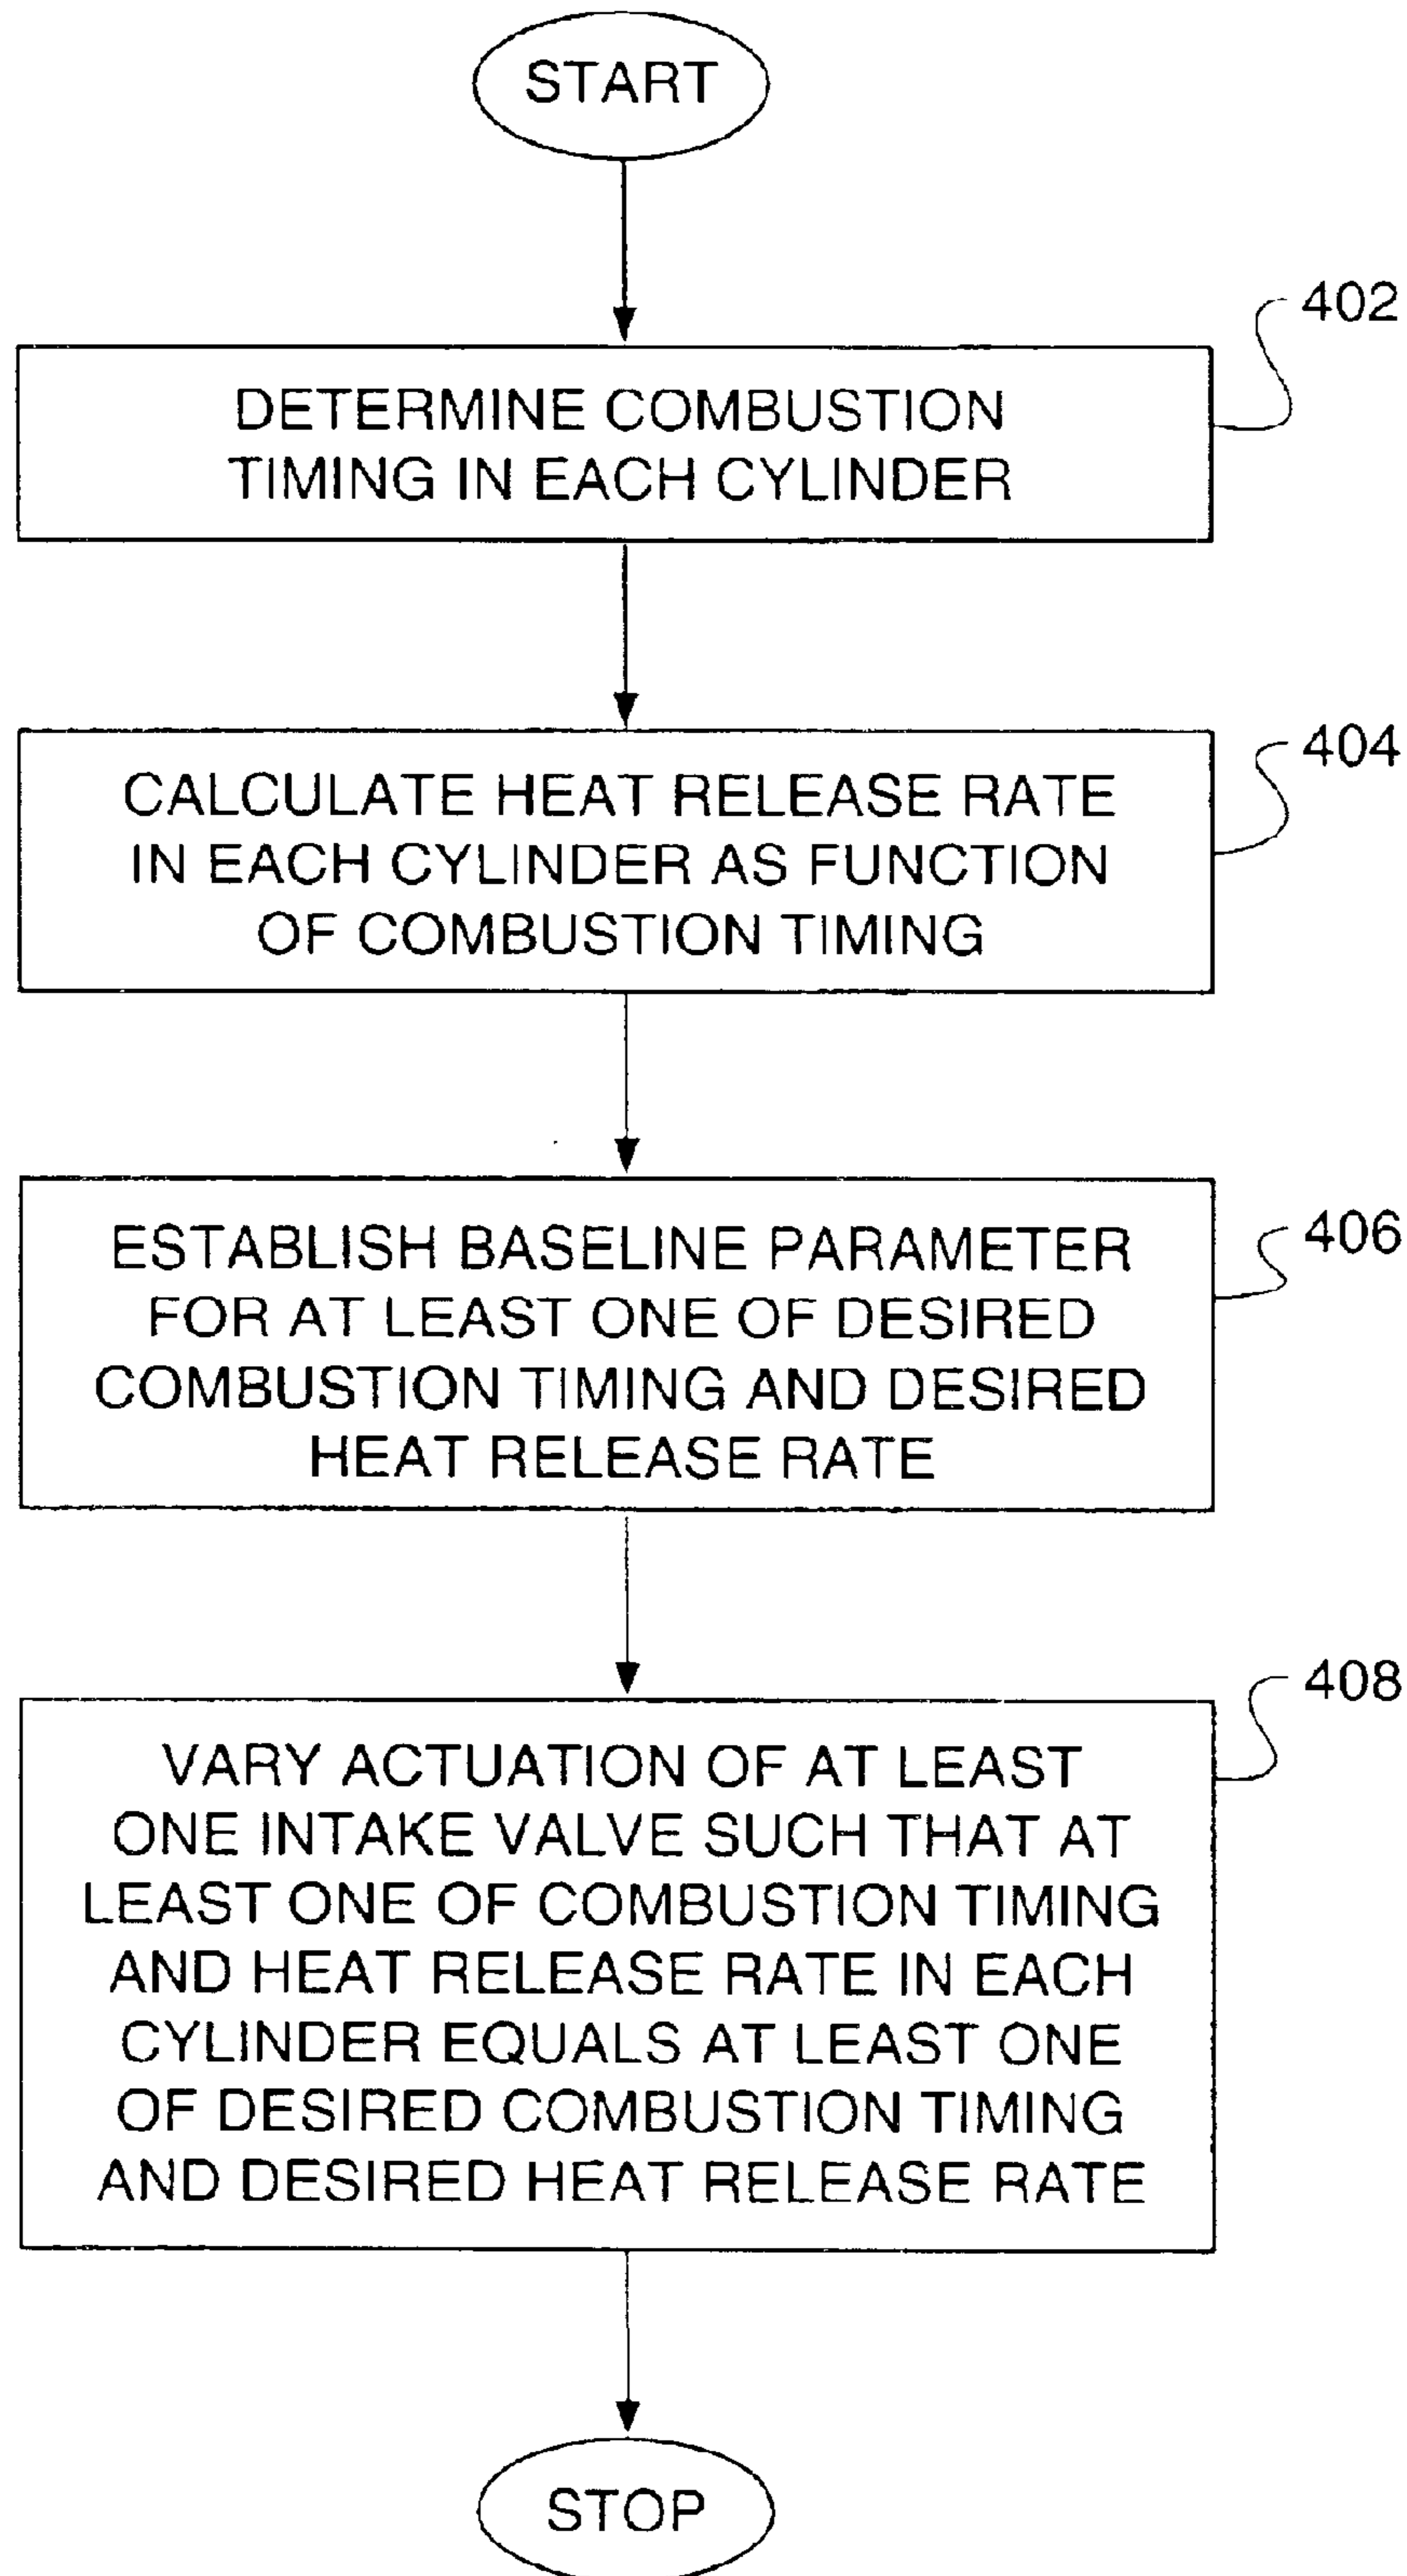 START
402
DETERMINE COMBUSTION
TIMING IN EACH CYLINDER
404
CALCULATE HEAT RELEASE RATE
IN EACH CYLINDER AS FUNCTION
OF COMBUSTION TIMING
406
ESTABLISH BASELINE PARAMETER
FOR AT LEAST ONE OF DESIRED
COMBUSTION TIMING AND DESIRED
HEAT RELEASE RATE
408
VARY ACTUATION OF AT LEAST
ONE INTAKE VALVE SUCH THAT AT
LEAST ONE OF COMBUSTION TIMING
AND HEAT RELEASE RATE IN EACH
CYLINDER EQUALS AT LEAST ONE
OF DESIRED COMBUSTION TIMING
AND DESIRED HEAT RELEASE RATE
STOP